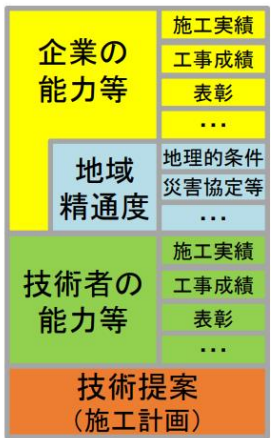 企業の
能力等
施工実績
工事成績
表彰
…
地域
精通度
地理的条件
災害協定等
…
技術者の
能力等
施工実績
工事成績
表彰
…
技術提案
（施工計画）